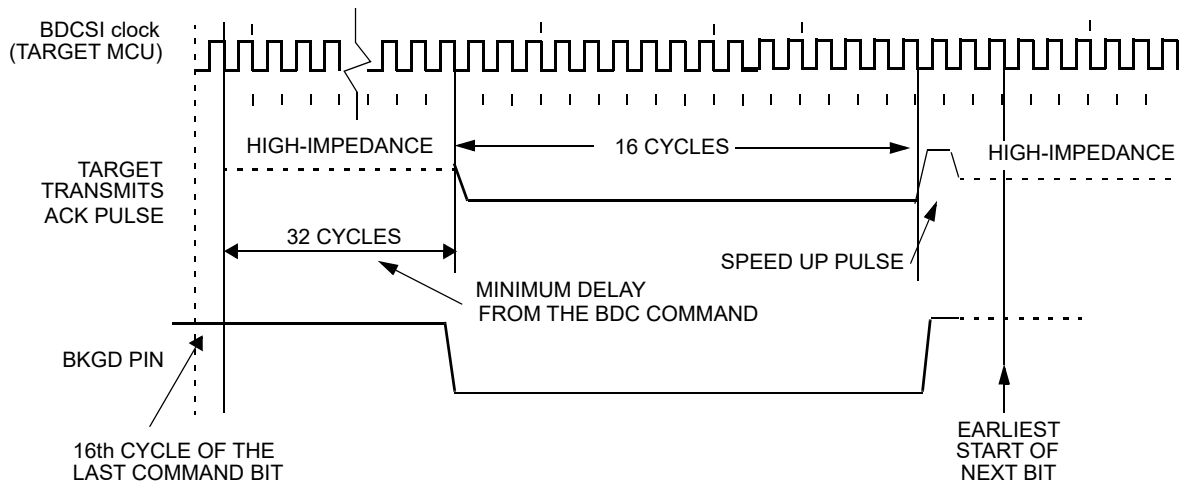 BDCSI clock
(TARGET MCU)
HIGH-IMPEDANCE
16 CYCLES
HIGH-IMPEDANCE
TARGET
TRANSMITS
ACK PULSE
32 CYCLES
SPEED UP PULSE
MINIMUM DELAY
FROM THE BDC COMMAND
BKGD PIN
16th CYCLE OF THE
LAST COMMAND BIT
EARLIEST
START OF
NEXT BIT